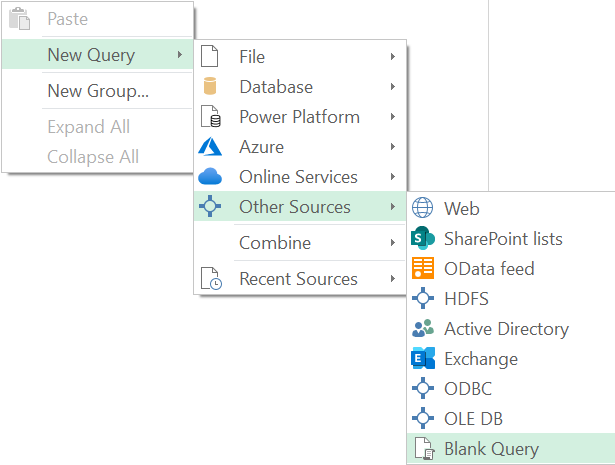 Paste
New Query
New Group...
Expand All
Collapse All
File
Database
Power Platform
Azure
Online Services
Other Sources
Combine
Recent Sources
Web
SharePoint lists
OData feed
HDFS
Active Directory
Exchange
ODBC
OLE DB
Blank Query